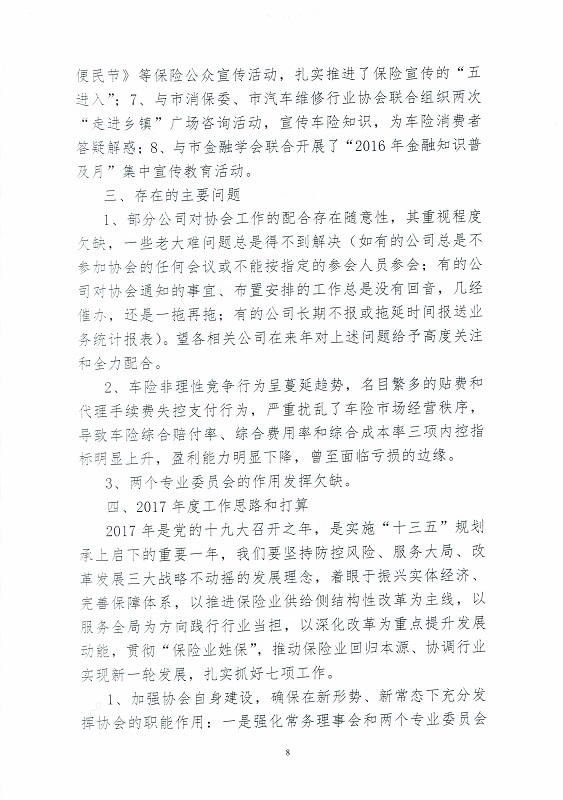 便民节》等保险公众宣传活动，扎实推进了保险宣传的“五
进入”；7、与市消保委、市汽车维修行业协会联合组织两次
“走进乡镇”广场咨询活动，宣传车险知识，为车险消费者
答疑解惑；8、与市金融学会联合开展了“2016年金融知识普
及月”集中宣传教育活动。
三、存在的主要问题
1、部分公司对协会工作的配合存在随意性，其重视程度
欠缺，一些老大难问题总是得不到解决（如有的公司总是不
参加协会的任何会议或不能按指定的参会人员参会；有的公
司对协会通知的事宜、布置安排的工作总是没有回音，几经
催办，还是一拖再拖；有的公司长期不报或拖延时间报送业
务统计报表）。望各相关公司在来年对上述问题给予高度关注
和全力配合。
2、车险非理性竞争行为呈蔓延趋势，名目繁多的贴费和
代理手续费失控支付行为，严重扰乱了车险市场经营秩序，
导致车险综合赔付率、综合费用率和综合成本率三项内控指
标明显上升，盈利能力明显下降，曾至面临亏损的边缘。
3、两个专业委员会的作用发挥欠缺。
四、2017年度工作思路和打算
2017年是党的十九大召开之年，是实施“十三五”规划
承上启下的重要一年，我们要坚持防控风险、服务大局、改
革发展三大战略不动摇的发展理念，着眼于振兴实体经济、
完善保障体系，以推进保险业供给侧结构性改革为主线，以
服务全局为方向践行行业当担，以深化改革为重点提升发展
动能，贯彻“保险业姓保”，推动保险业回归本源、协调行业
实现新一轮发展，扎实抓好七项工作。
1、加强协会自身建设，确保在新形势、新常态下充分发
挥协会的职能作用：一是强化常务理事会和两个专业委员会
8